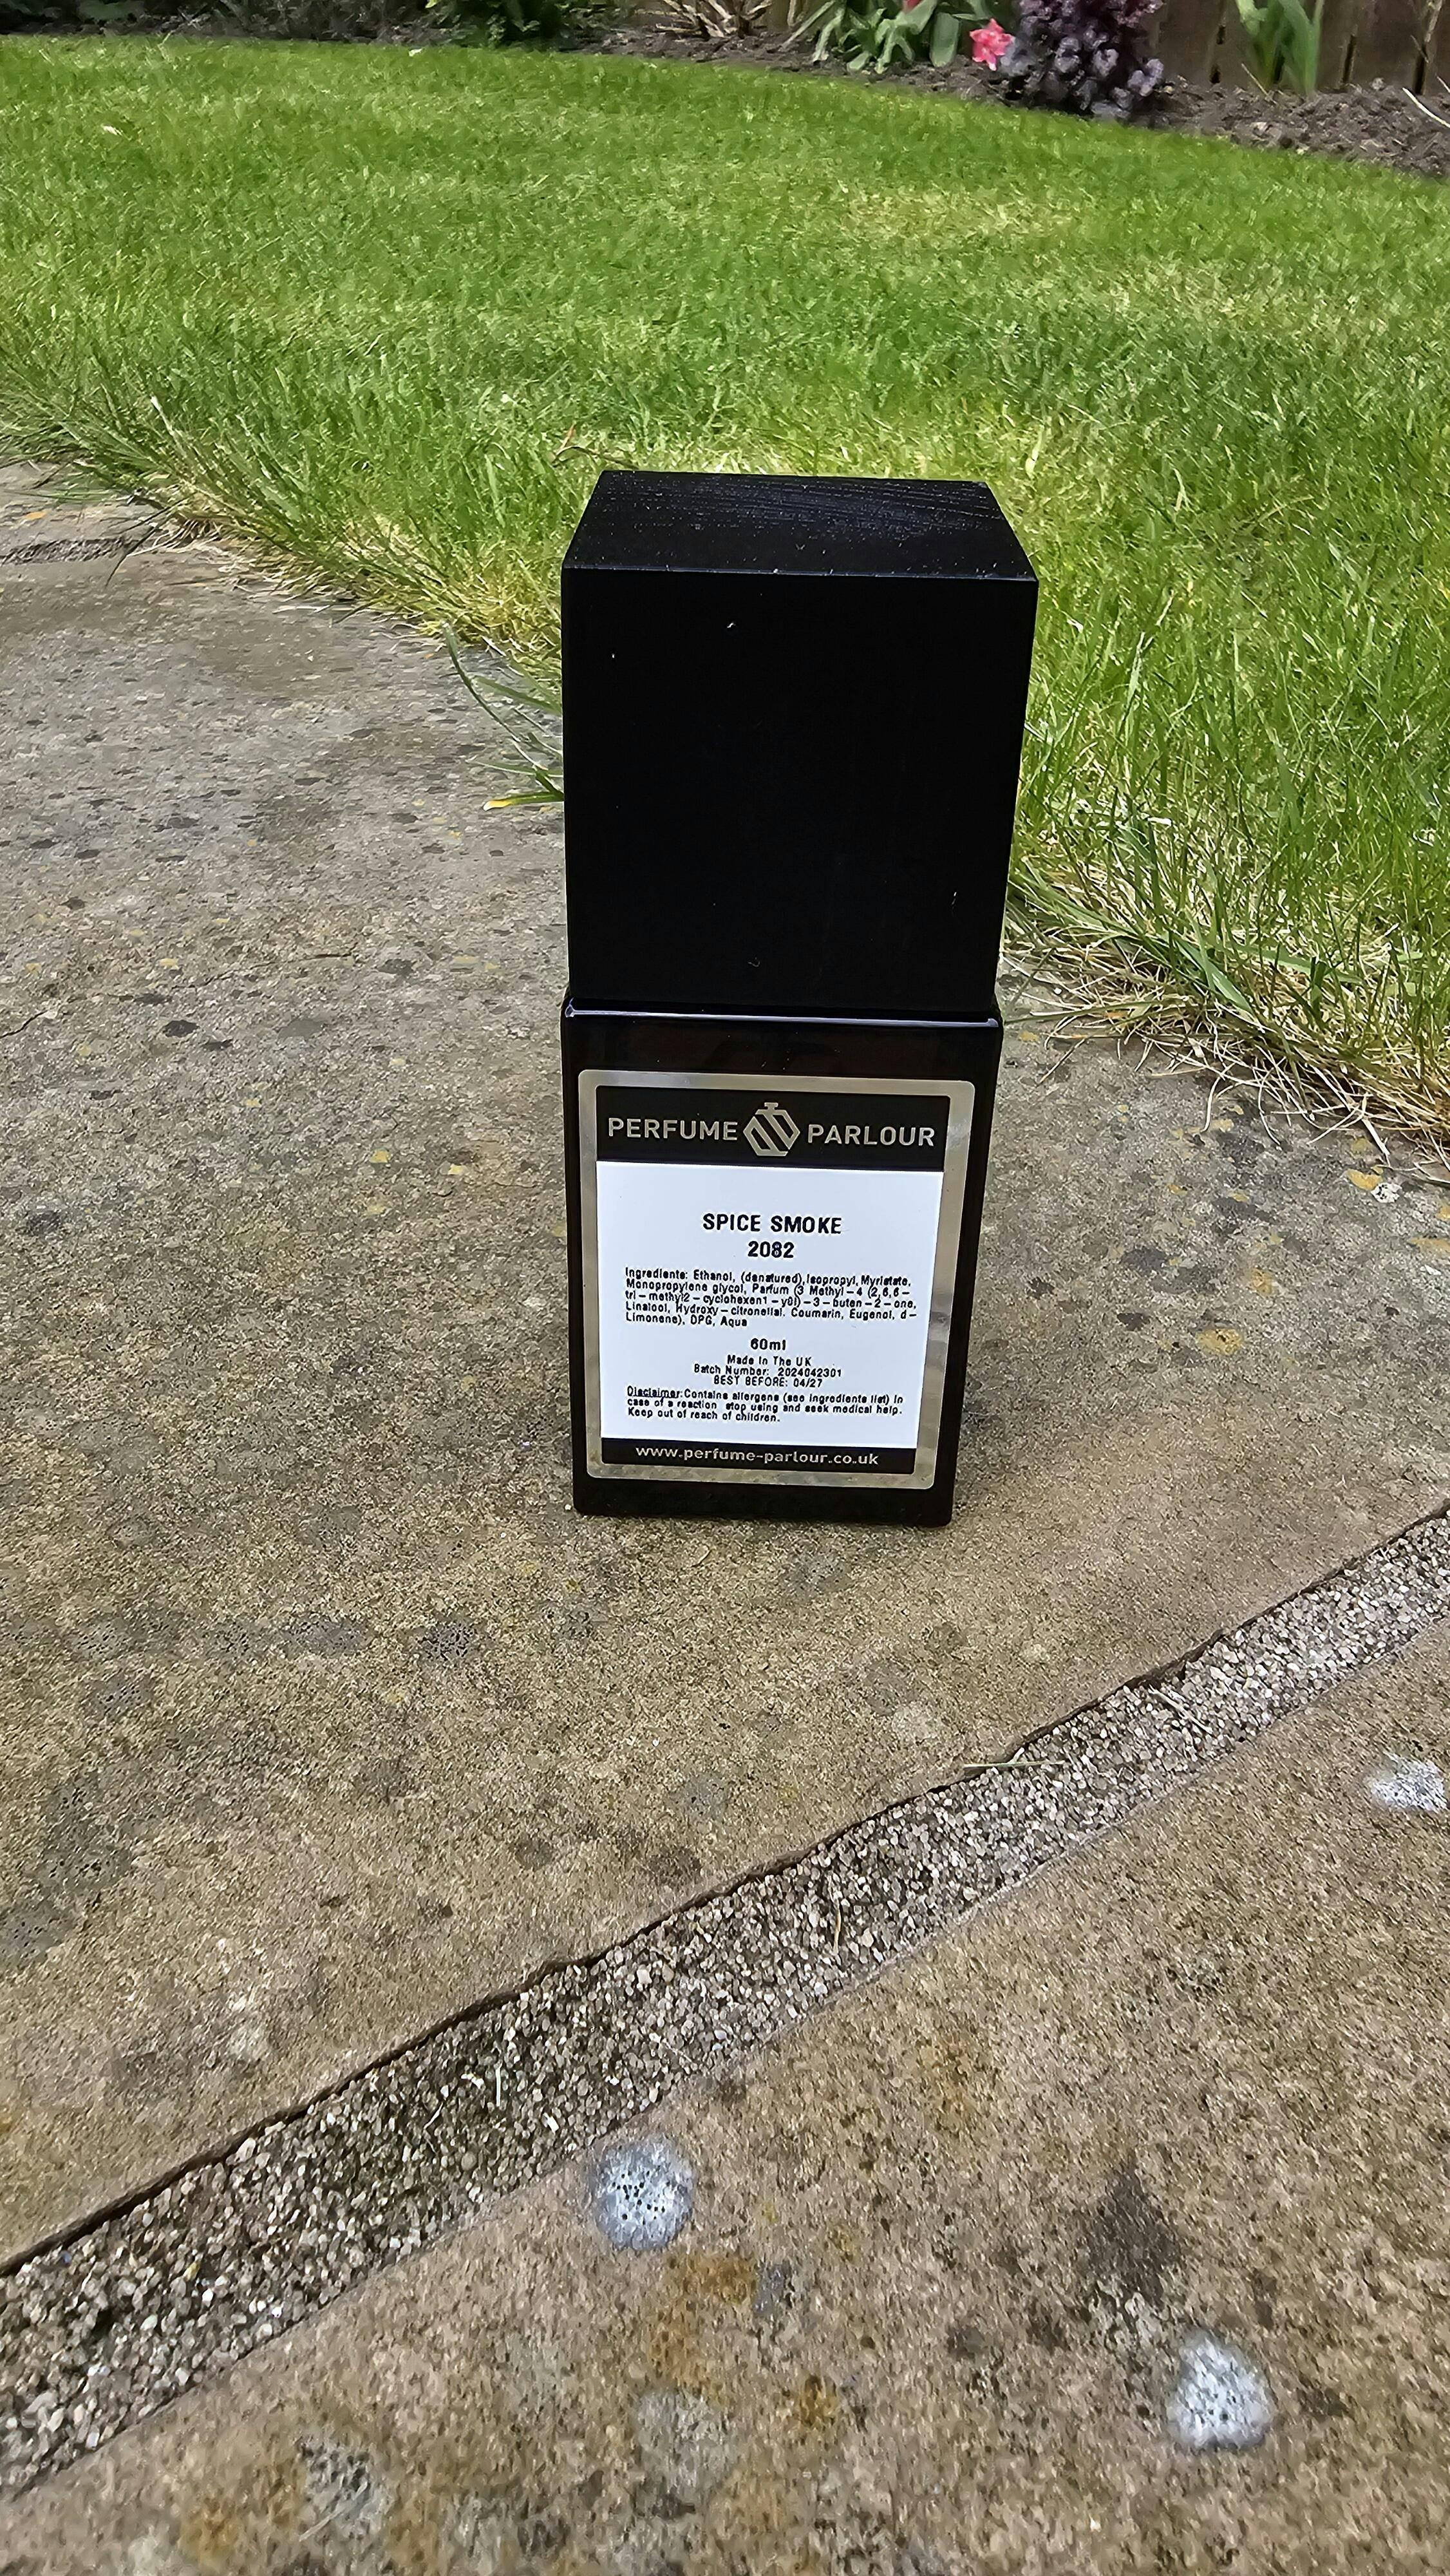 PERFUME PARLOUR
SPICE SMOKE
2082
Ingredients: Ethanol, (denatured), Isopropyl, Myristate,
Monopropylene glycol, Parfum (3 Methyl-4 (2,6,6-
tri-methyl2-cyclohexen1-y0l)-3-buten-2-one,
Linalool, Hydroxy-citronellal. Coumarin, Eugenol, d-
Limonene), DPG, Aqua
60ml
Made In The UK
Batch Number: 2024042301
BEST BEFORE: 04/27
Disclaimer: Contains allergens (see ingredients list) In
case of a reaction stop using and seek medical help.
Keep out of reach of children.
www.perfume-parlour.co.uk